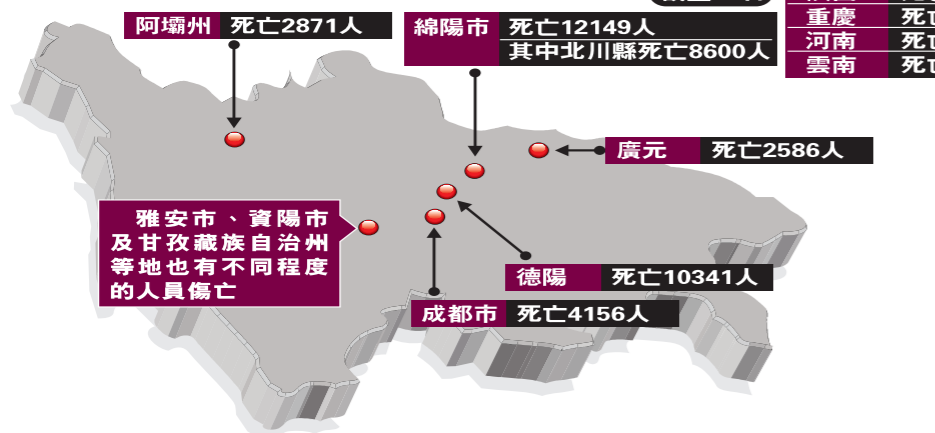 阿壩州 死亡2871人
綿陽市 死亡12149人
其中北川縣死亡8600人
重慶 死
河南 死
雲南 死
廣元 死亡2586人
雅安市、資陽市
及甘孜藏族自治州
等地也有不同程度
的人員傷亡
德陽 死亡10341人
成都市 死亡4156人